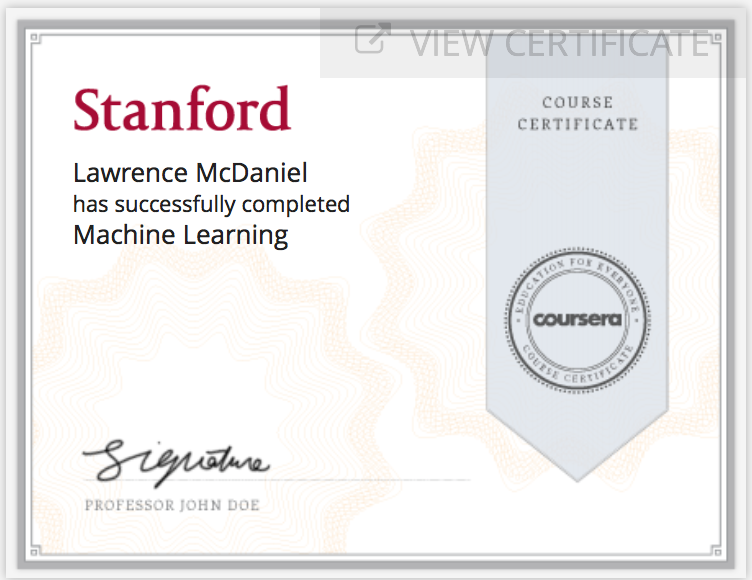 VIEW CERTIFICATE
Stanford
COURSE
CERTIFICATE
Lawrence McDaniel
has successfully completed
Machine Learning
EDUCATION FOR EVERYONE
coursera
COURSE CERTIFICATE
Signature
PROFESSOR JOHN DOE